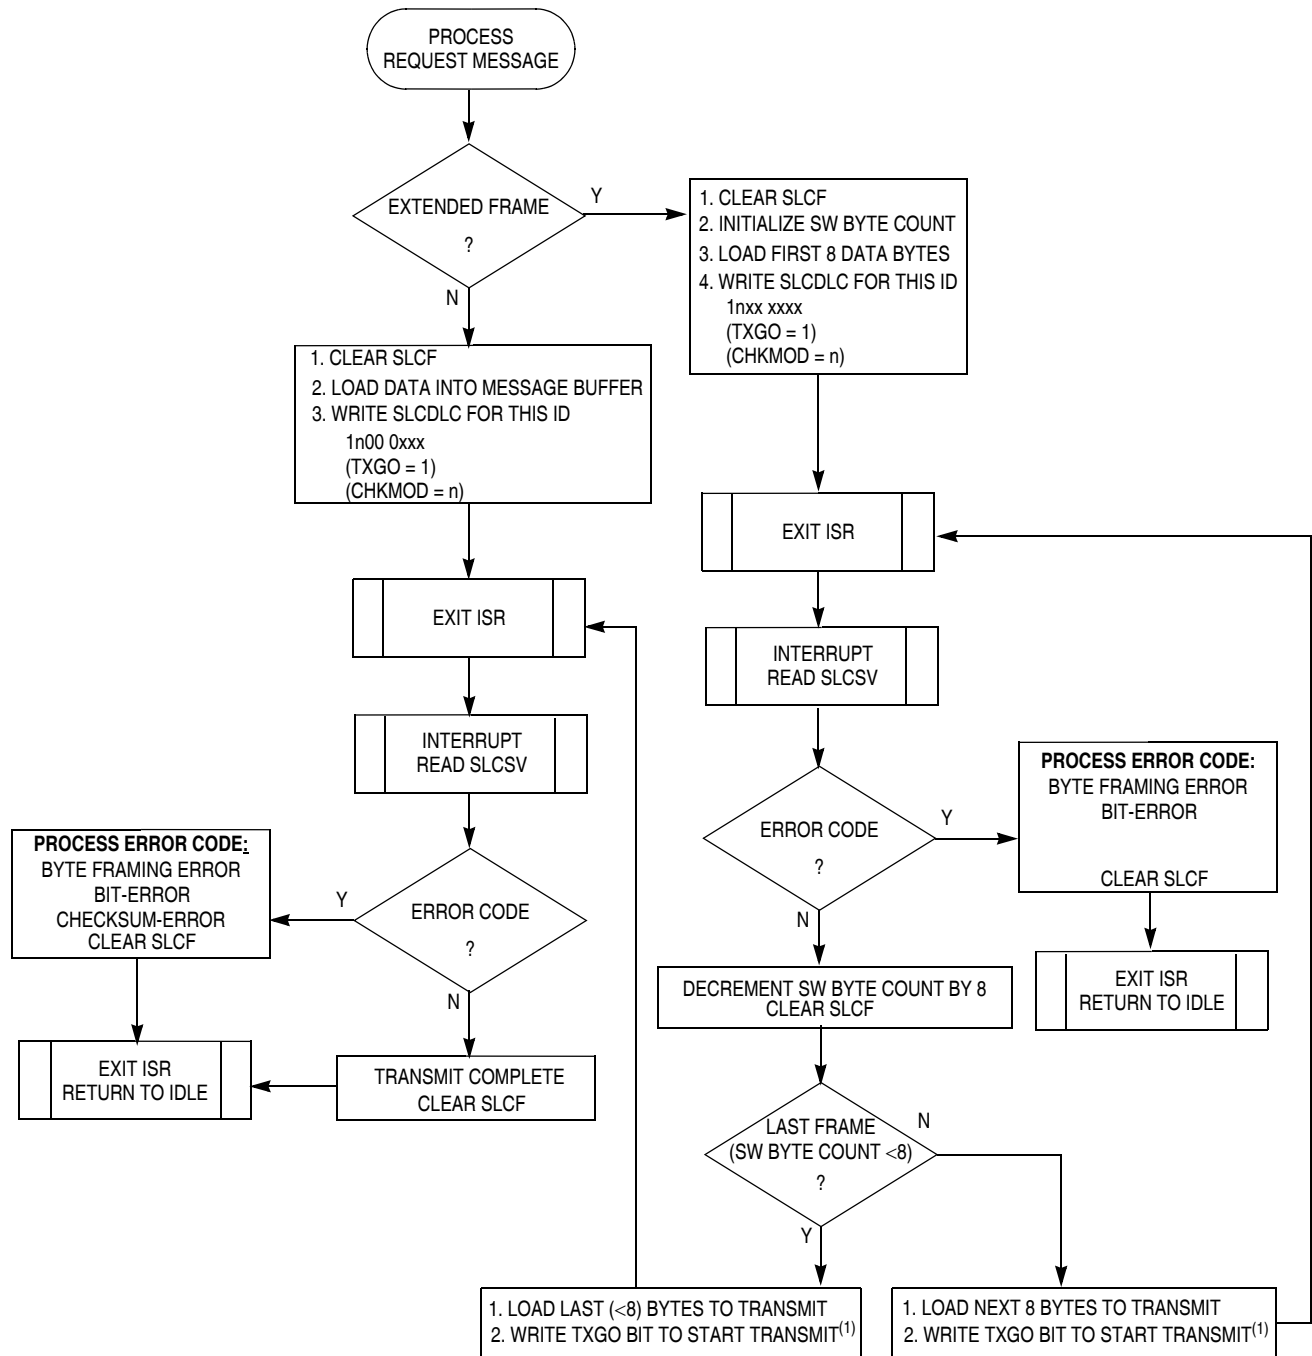 PROCESS
REQUEST MESSAGE
EXTENDED FRAME
?
Y
N
1. CLEAR SLCF
2. INITIALIZE SW BYTE COUNT
3. LOAD FIRST 8 DATA BYTES
4. WRITE SLCDLC FOR THIS ID
1nxx xxxx
(TXGO = 1)
(CHKMOD = n)
1. CLEAR SLCF
2. LOAD DATA INTO MESSAGE BUFFER
3. WRITE SLCDLC FOR THIS ID
1n00 0xxx
(TXGO = 1)
(CHKMOD = n)
EXIT ISR
INTERRUPT
READ SLCSV
ERROR CODE
?
Y
N
PROCESS ERROR CODE:
BYTE FRAMING ERROR
BIT-ERROR
CHECKSUM-ERROR
CLEAR SLCF
EXIT ISR
RETURN TO IDLE
TRANSMIT COMPLETE
CLEAR SLCF
EXIT ISR
INTERRUPT
READ SLCSV
ERROR CODE
?
Y
N
PROCESS ERROR CODE:
BYTE FRAMING ERROR
BIT-ERROR
CLEAR SLCF
EXIT ISR
RETURN TO IDLE
DECREMENT SW BYTE COUNT BY 8
CLEAR SLCF
LAST FRAME
(SW BYTE COUNT <8)
?
N
Y
1. LOAD LAST (<8) BYTES TO TRANSMIT
2. WRITE TXGO BIT TO START TRANSMIT(1)
1. LOAD NEXT 8 BYTES TO TRANSMIT
2. WRITE TXGO BIT TO START TRANSMIT(1)